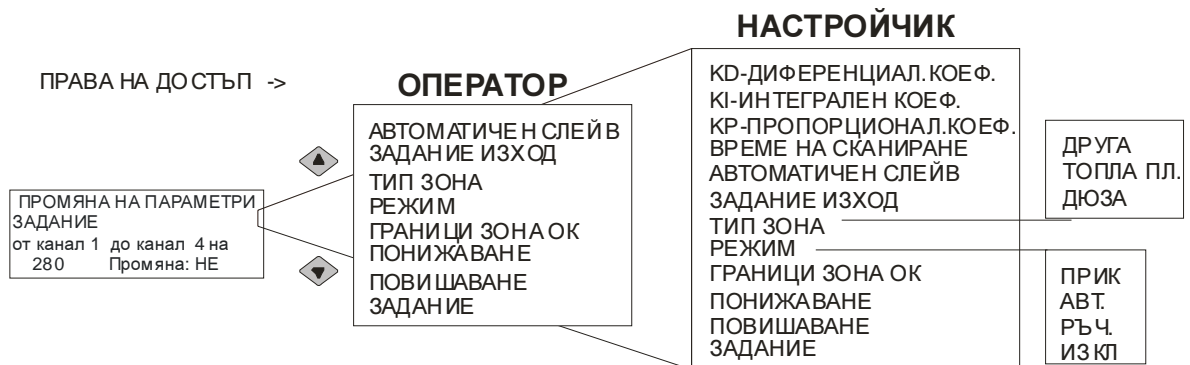 НАСТРОЙЧИК
ПРАВА НА ДОСТЪП ->
ОПЕРАТОР
ПРОМЯНА НА ПАРАМЕТРИ
ЗАДАНИЕ
от канал 1 до канал 4 на
280 Промяна: НЕ
АВТОМАТИЧЕН СЛЕЙВ
ЗАДАНИЕ ИЗХОД
ТИП ЗОНА
РЕЖИМ
ГРАНИЦИ ЗОНА ОК
ПОНИЖАВАНЕ
ПОВИШАВАНЕ
ЗАДАНИЕ
KD-ДИФЕРЕНЦИАЛ.КОЕФ.
KI-ИНТЕГРАЛЕН КОЕФ.
KP-ПРОПОРЦИОНАЛ.КОЕФ.
ВРЕМЕ НА СКАНИРАНЕ
АВТОМАТИЧЕН СЛЕЙВ
ЗАДАНИЕ ИЗХОД
ТИП ЗОНА
РЕЖИМ
ГРАНИЦИ ЗОНА ОК
ПОНИЖАВАНЕ
ПОВИШАВАНЕ
ЗАДАНИЕ
ДРУГА
ТОПЛА ПЛ.
ДЮЗА
ПРИК
АВТ.
РЪЧ.
ИЗКЛ